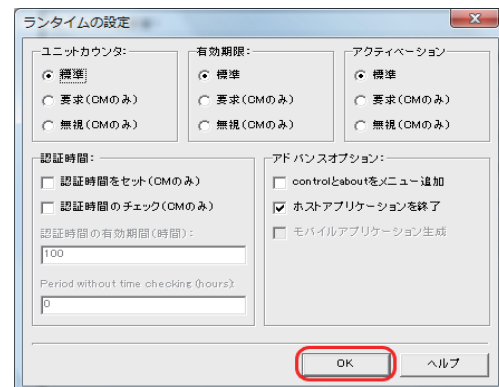 ランタイムの設定
ユニットカウンタ:
標準
要求(CMのみ)
無視(CMのみ)
有効期限:
標準
要求(CMのみ)
無視(CMのみ)
アクティベーション
標準
要求(CMのみ)
無視(CMのみ)
認証時間:
認証時間をセット(CMのみ)
認証時間のチェック(CMのみ)
認証時間の有効期間(時間):
100
Period without time checking (hours):
0
アドバンスオプション:
controlとaboutをメニュー追加
ホストアプリケーションを終了
モバイルアプリケーション生成
OK
ヘルプ